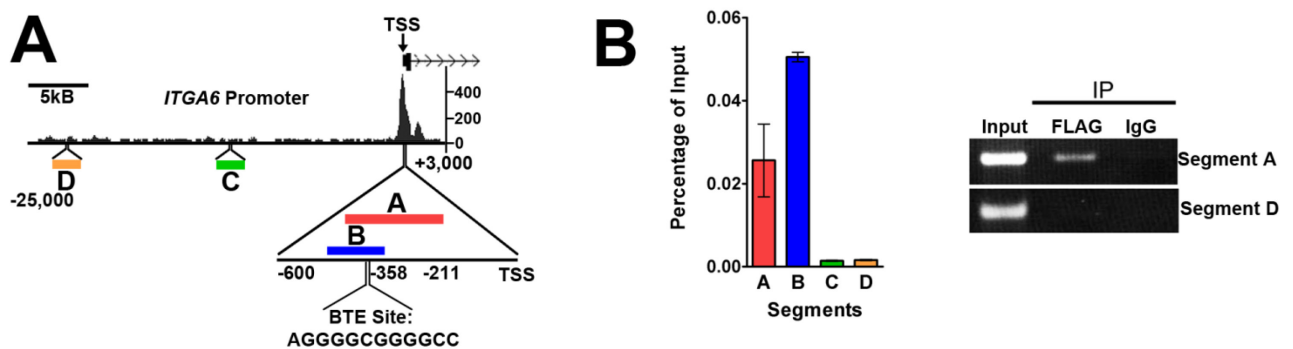 A
TSS
5kB
ITGA6 Promoter
400
200
0
+3,000
D
C
-25,000
A
B
-600
-358
-211
TSS
BTE Site:
AGGGGCGGGGCC
B
0.06
0.04
0.02
0.00
Percentage of Input
A B C D
Segments
IP
Input FLAG IgG
Segment A
Segment D